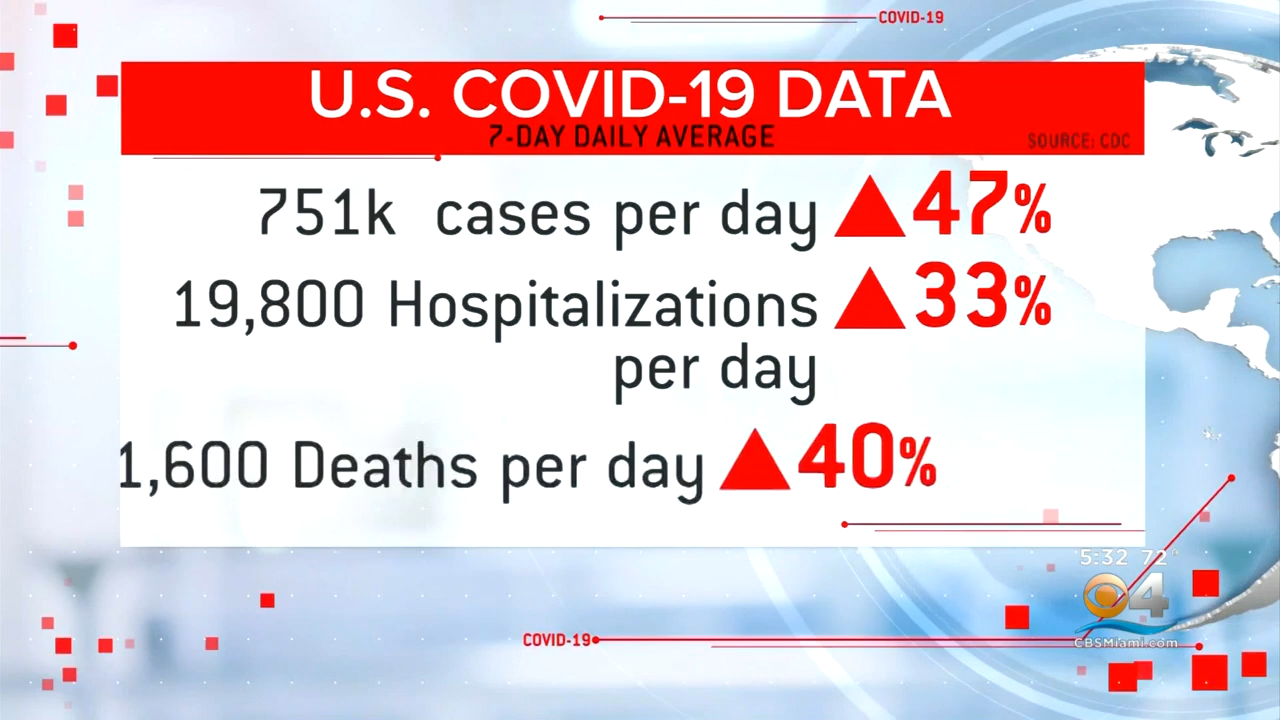 COVID-19
U.S. COVID-19 DATA
7-DAY DAILY AVERAGE
SOURCE: CDC
751k cases per day ▲47%
19,800 Hospitalizations ▲33%
per day
1,600 Deaths per day ▲40%
5:32 72°
4
CBSMiami.com
COVID-19